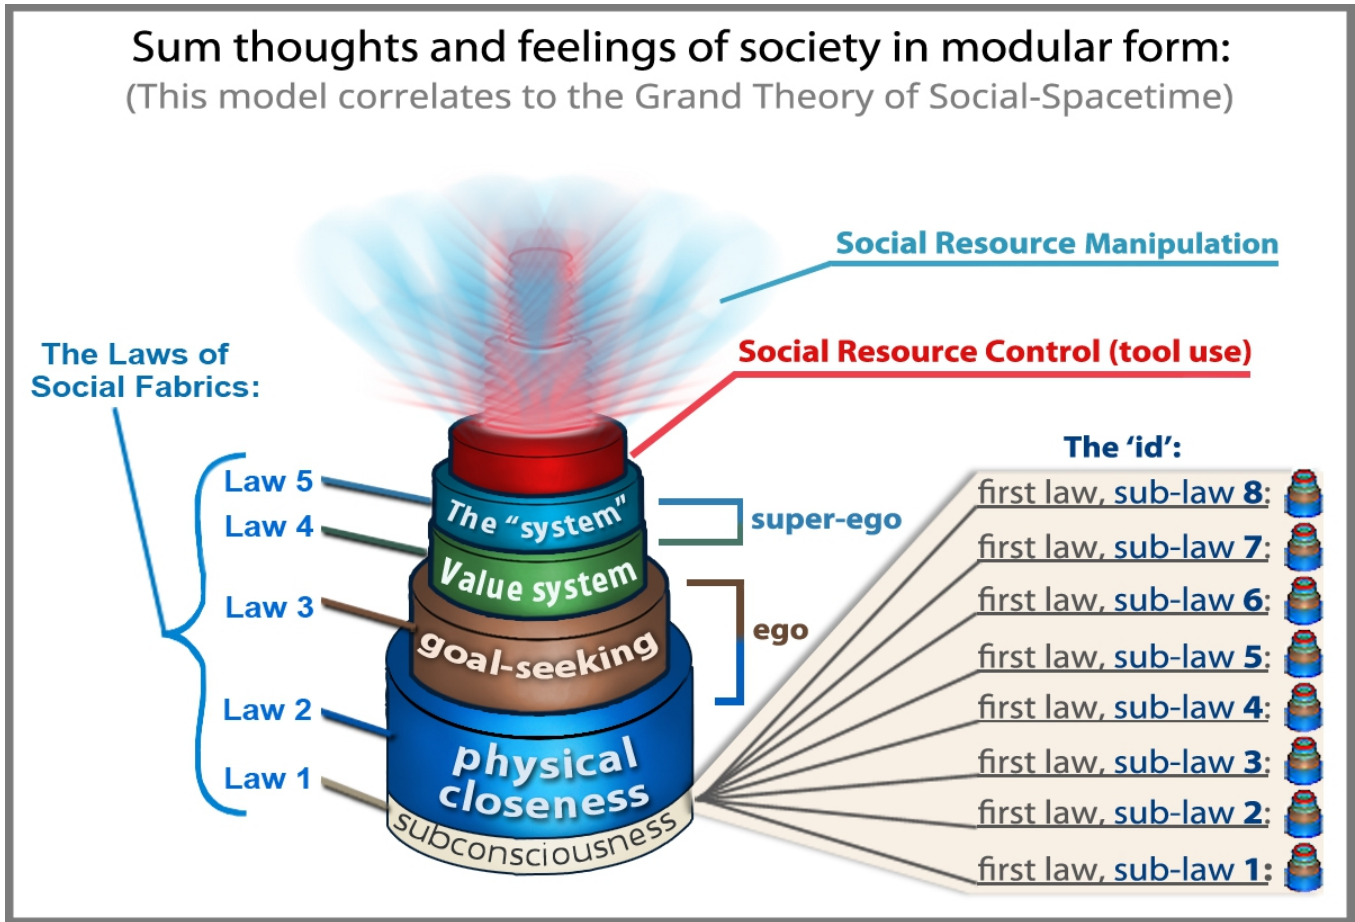 Sum thoughts and feelings of society in modular form:
(This model correlates to the Grand Theory of Social-Spacetime)
Social Resource Manipulation
Social Resource Control (tool use)
The Laws of
Social Fabrics:
Law 5
Law 4
Law 3
Law 2
Law 1
The “system”
Value system
goal-seeking
physical
closeness
subconsciousness
super-ego
ego
The ‘id’:
first law, sub-law 8:
first law, sub-law 7:
first law, sub-law 6:
first law, sub-law 5:
first law, sub-law 4:
first law, sub-law 3:
first law, sub-law 2:
first law, sub-law 1: